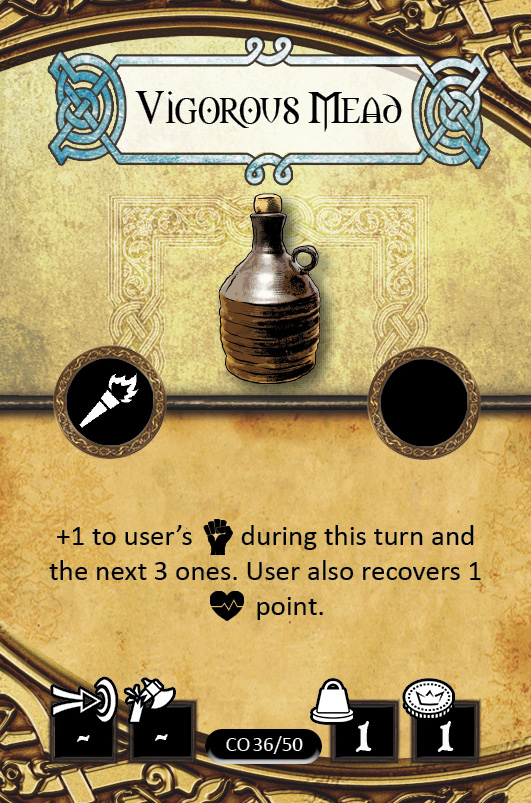 Vigorous Mead
+1 to user's during this turn and
the next 3 ones. User also recovers 1
point.
~ ~ CO 36/50 1 1